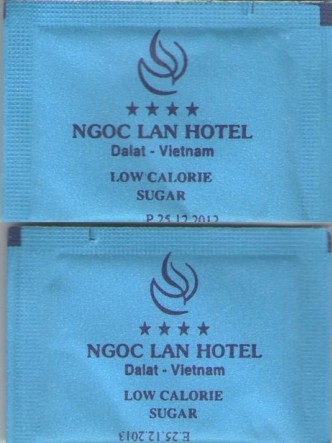 ★★★★
NGOC LAN HOTEL
Dalat - Vietnam
LOW CALORIE
SUGAR
P.25.12.2012
★★★★
NGOC LAN HOTEL
Dalat - Vietnam
LOW CALORIE
SUGAR
E.25.12.2013